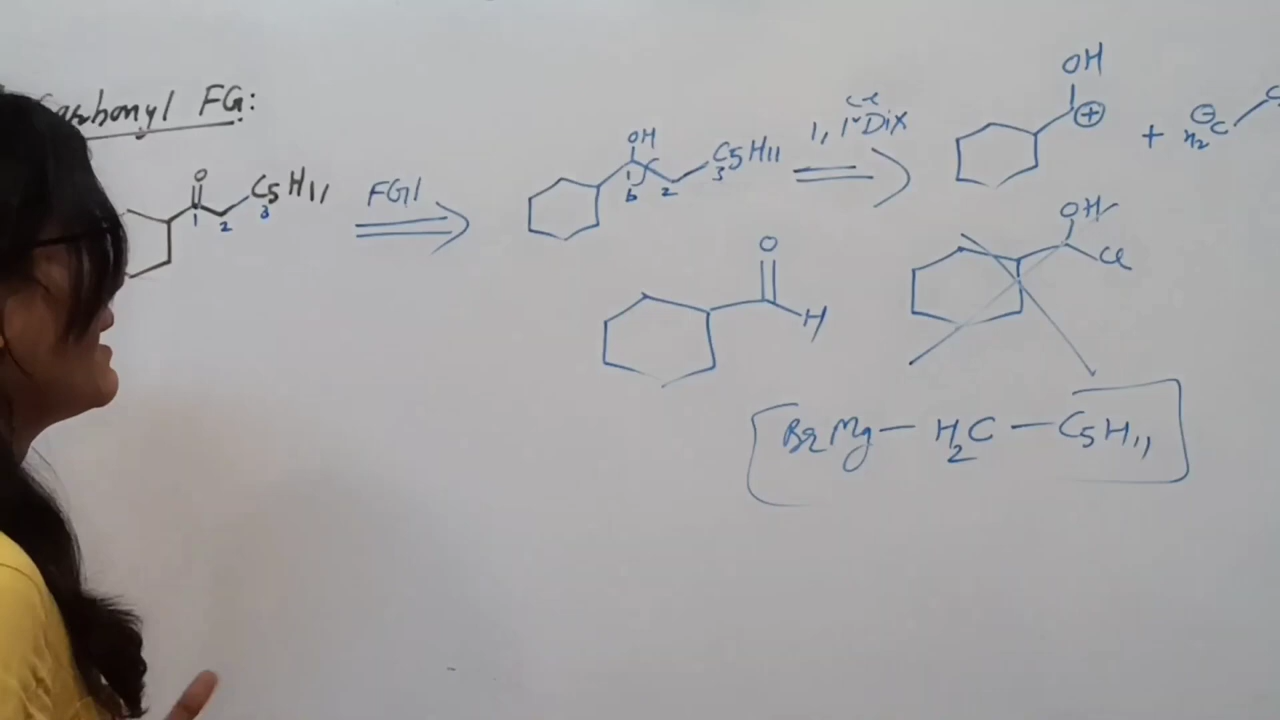 Carbonyl FG:
O
C5H11
1 2 3
FGI
OH
C5H11
1 b 2 3
1, 1 Dix
OH
⊕
+
⊖
H2C
OH
Cl
O
H
BrMg — H2C — C5H11